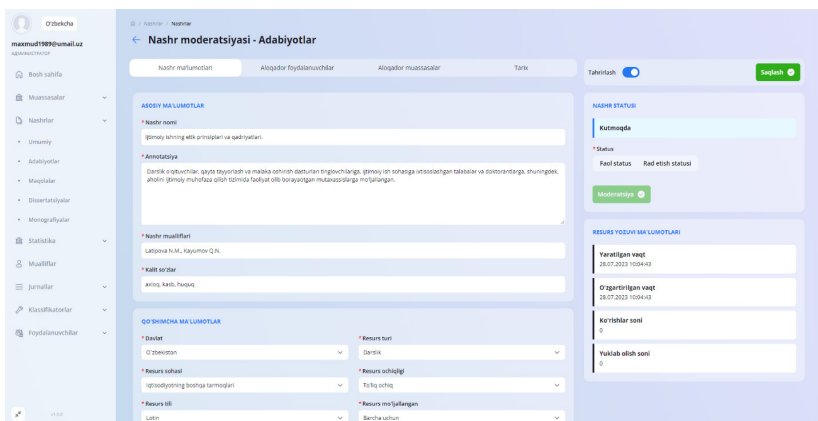 O'zbekcha
maxmud1989@umail.uz
АДМИНИСТРАТОР
Bosh sahifa
Muassasalar
Nashrlar
Umumiy
Adabiyotlar
Maqolalar
Dissertatsiyalar
Monografiyalar
Statistika
Mualliflar
Jurnallar
Klassifikatorlar
Foydalanuvchilar
/ Nashrlar / Nashrlar
Nashr moderatsiyasi - Adabiyotlar
Nashr ma'lumotlari
Aloqador foydalanuvchilar
Aloqador muassasalar
Tarix
ASOSIY MA'LUMOTLAR
* Nashr nomi
Ijtimoiy ishning etik prinsiplari va qadriyatlari.
* Annotatsiya
Darslik o'qituvchilar, qayta tayyorlash va malaka oshirish dasturlari tinglovchilariga, ijtimoiy ish sohasiga ixtisoslashgan talabalar va doktorantlarga, shuningdek,
aholini ijtimoiy muhofaza qilish tizimida faoliyat olib borayotgan mutaxassislarga mo'ljallangan.
* Nashr mualliflari
Latipova N.M., Kayumov Q.N.
* Kalit so'zlar
axloq, kasb, huquq
QO'SHIMCHA MA'LUMOTLAR
* Davlat
O'zbekiston
* Resurs turi
Darslik
* Resurs sohasi
Iqtisodiyotning boshqa tarmoqlari
* Resurs ochiqligi
To'liq ochiq
* Resurs tili
Lotin
* Resurs mo'ljallangan
Barcha uchun
Tahrirlash
Saqlash
NASHR STATUSI
Kutmoqda
* Status
Faol status
Rad etish statusi
Moderatsiya
RESURS YOZUVI MA'LUMOTLARI
Yaratilgan vaqt
28.07.2023 10:04:43
O'zgartirilgan vaqt
28.07.2023 10:04:43
Ko'rishlar soni
0
Yuklab olish soni
0